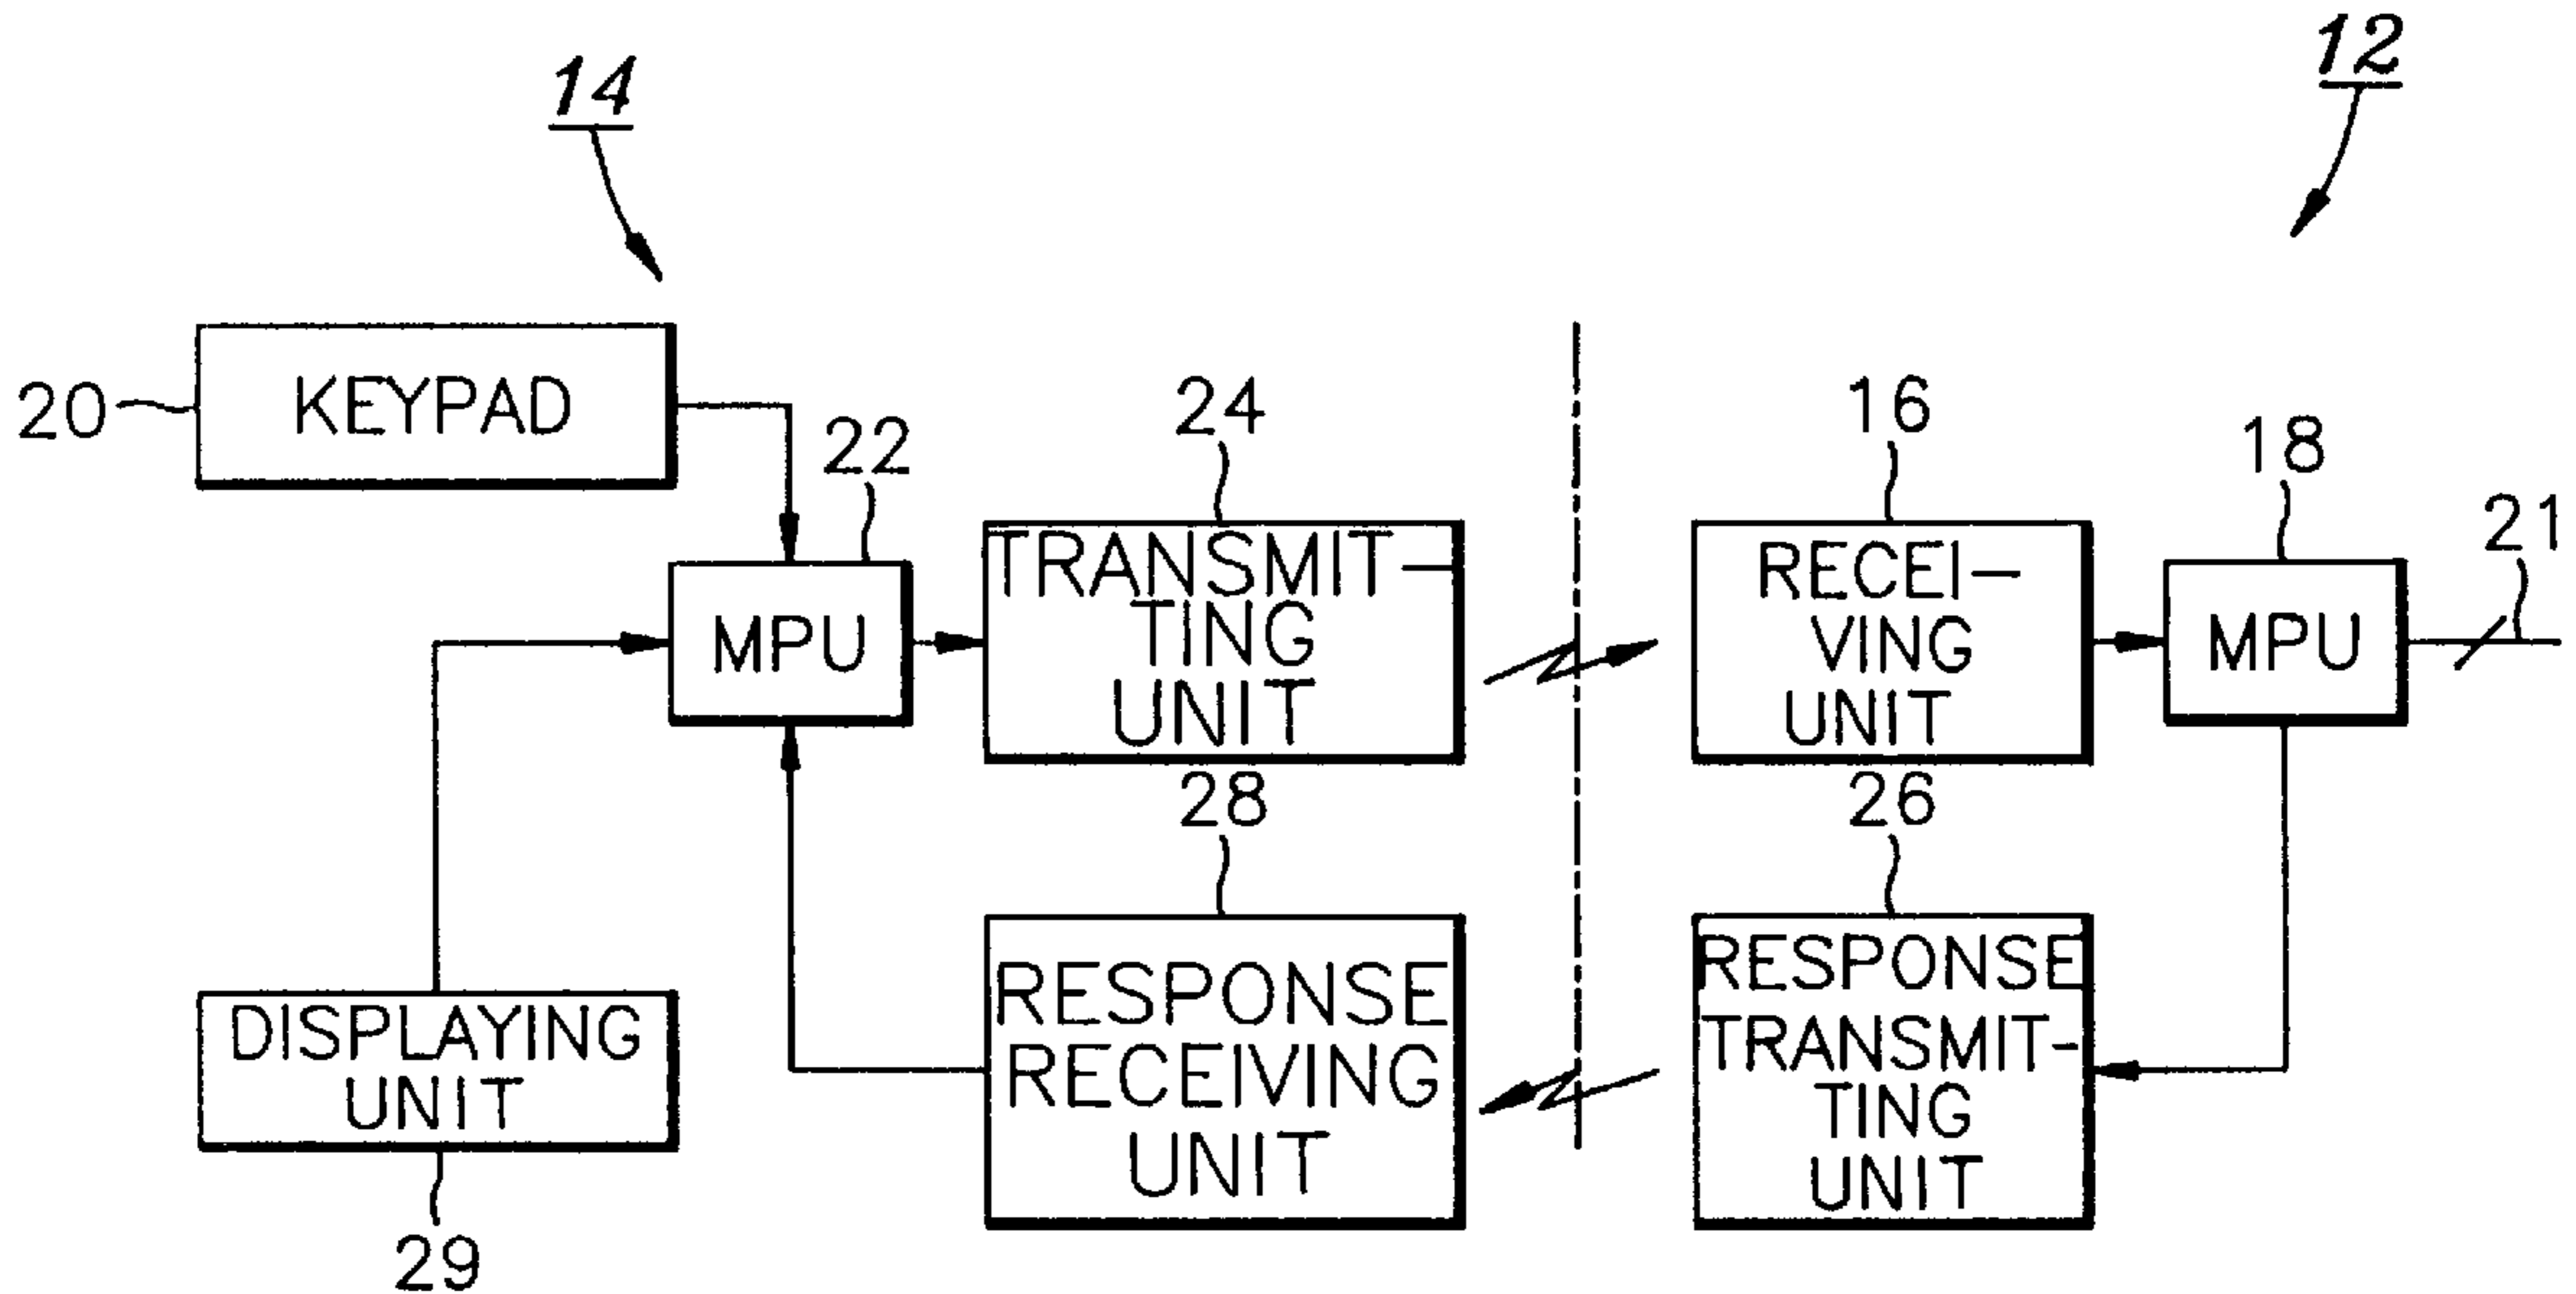 14
12
20
KEYPAD
22
24
16
18
21
MPU
TRANSMIT-
TING
UNIT
RECEI-
VING
UNIT
MPU
28
26
DISPLAYING
UNIT
29
RESPONSE
RECEIVING
UNIT
RESPONSE
TRANSMIT-
TING
UNIT